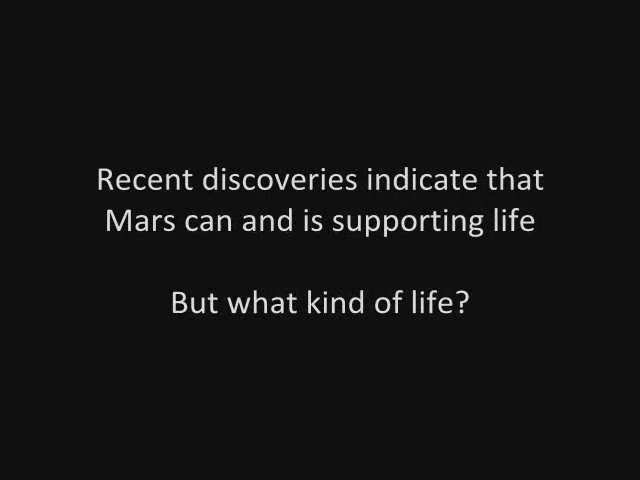 Recent discoveries indicate that
Mars can and is supporting life
But what kind of life?